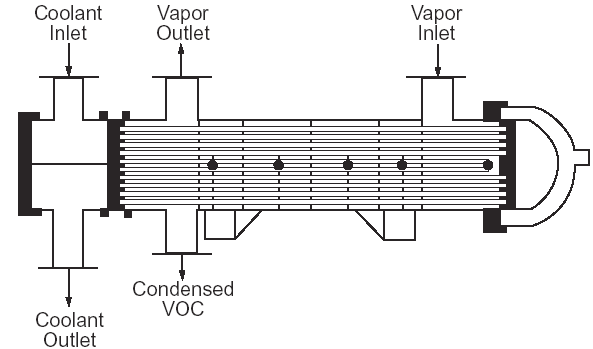 Coolant
Inlet
Vapor
Outlet
Vapor
Inlet
Condensed
VOC
Coolant
Outlet